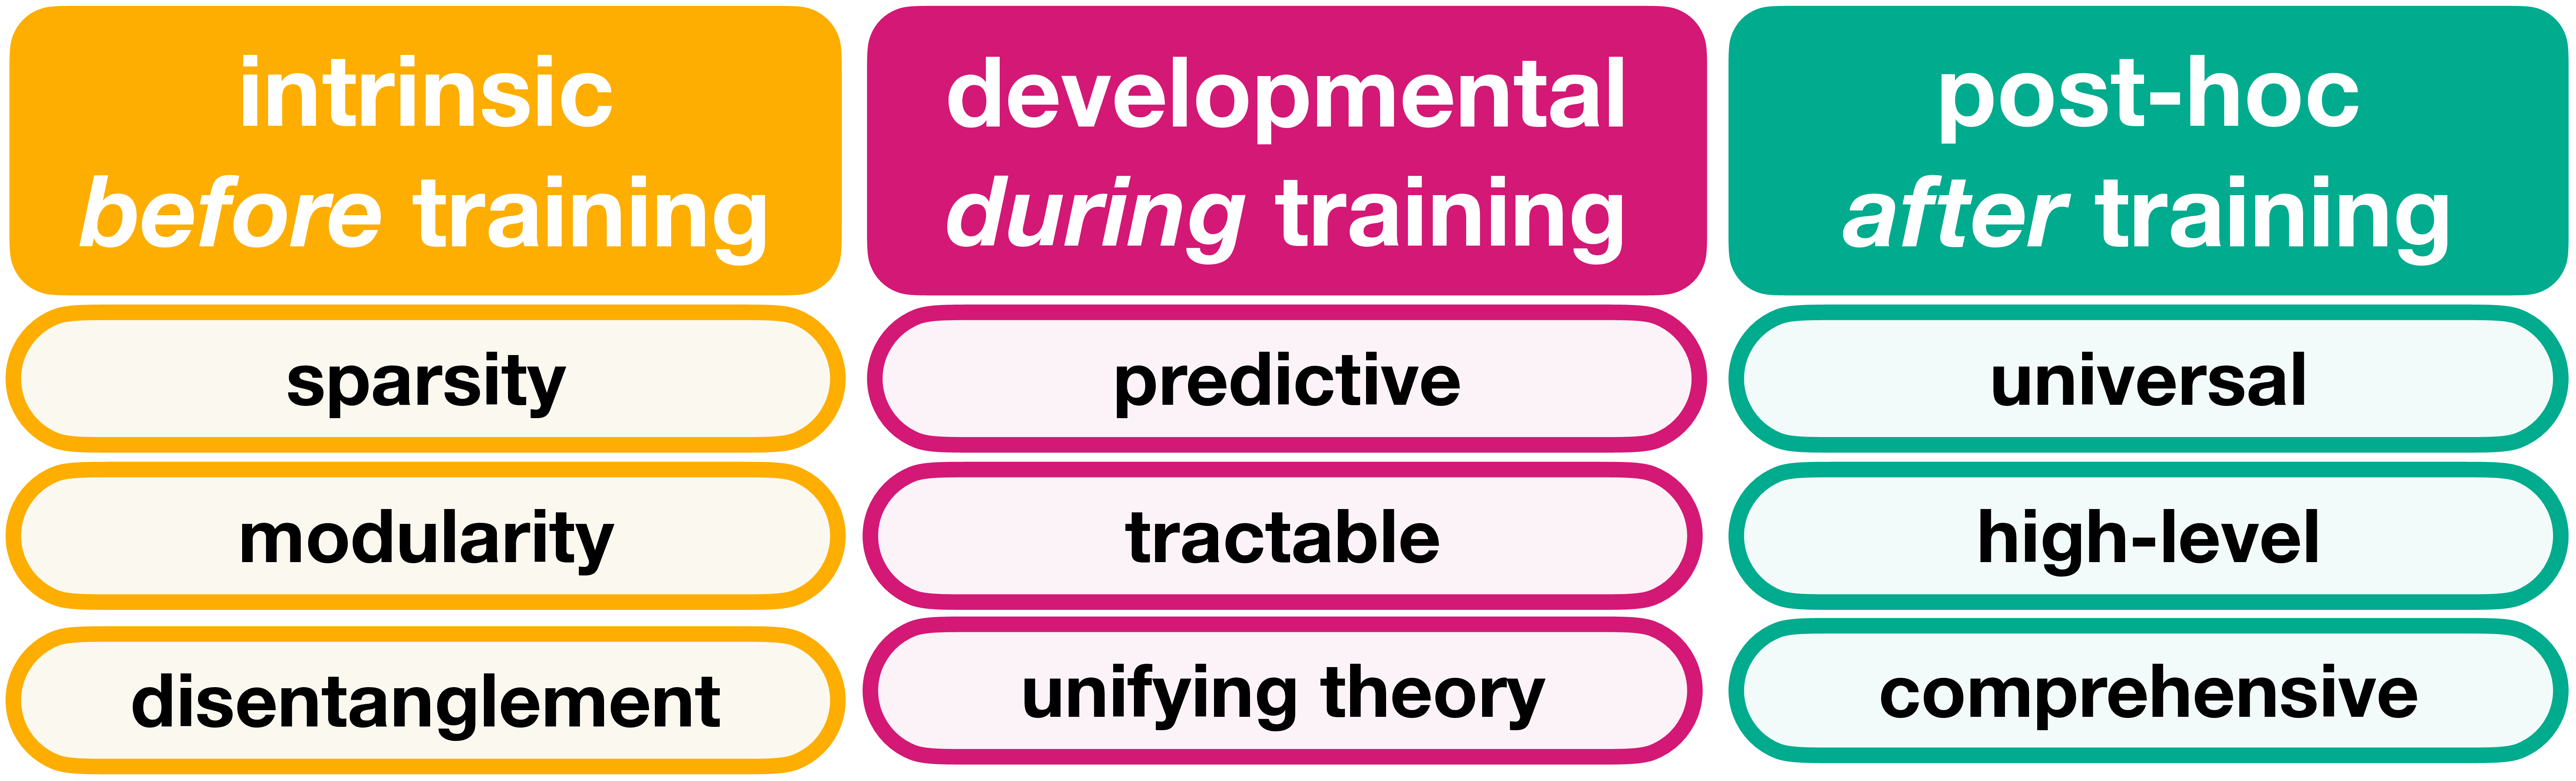 intrinsic
before training
sparsity
modularity
disentanglement
developmental
during training
predictive
tractable
unifying theory
post-hoc
after training
universal
high-level
comprehensive